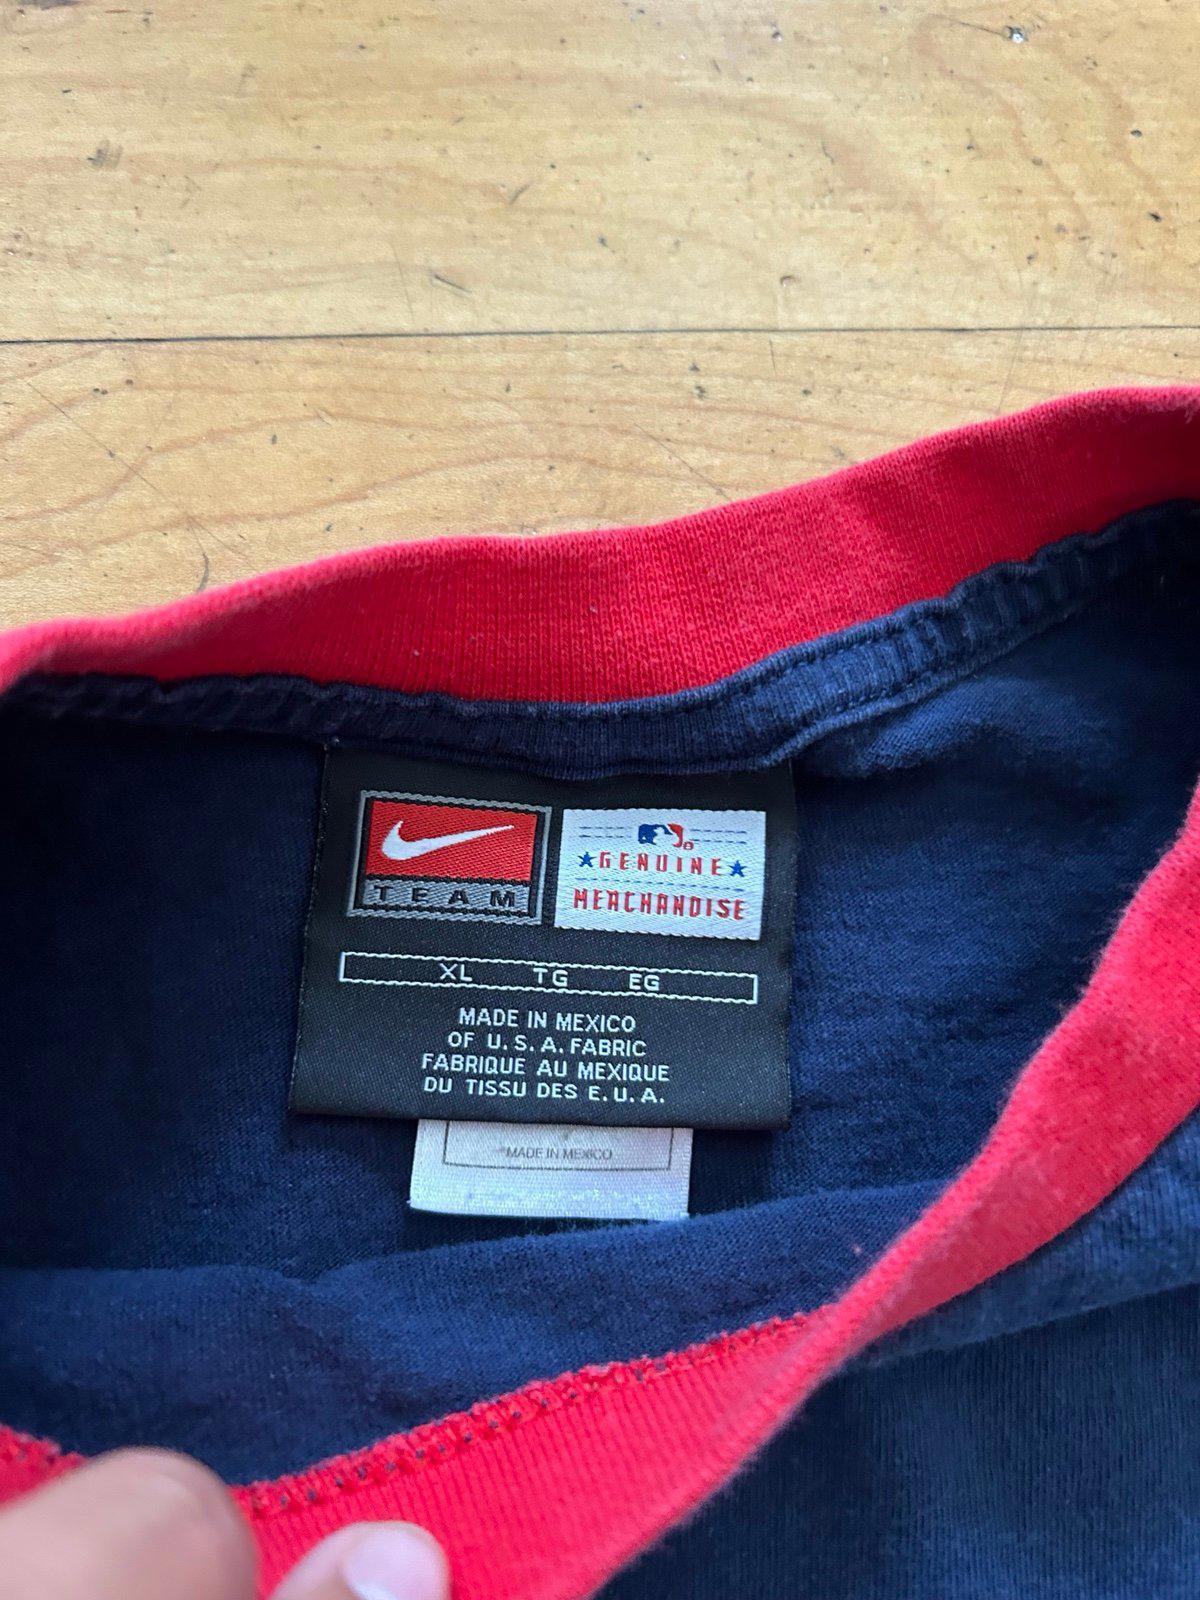 TEAM
GENUINE
MERCHANDISE
XL TG EG
MADE IN MEXICO
OF U.S.A. FABRIC
FABRIQUE AU MEXIQUE
DU TISSU DES E.U.A.
MADE IN MEXICO